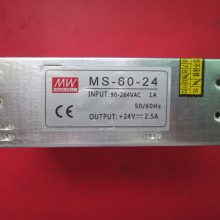 MW
MS-60-24
INPUT: 90-264VAC 1A
50/60Hz
OUTPUT: +24V⎓2.5A
CE